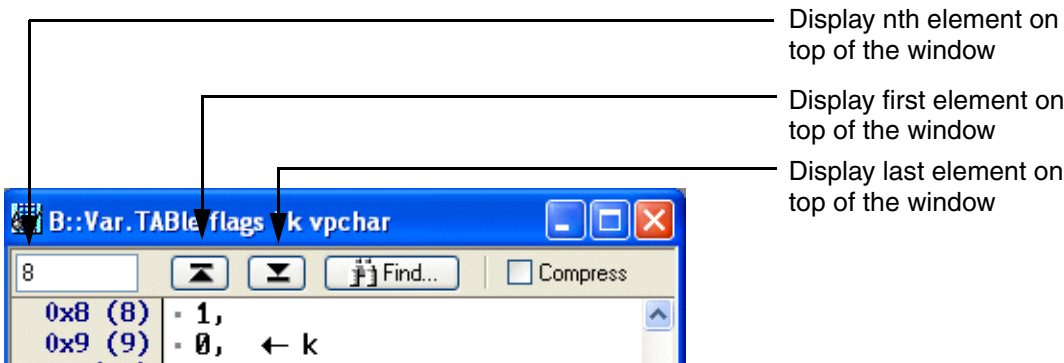 Display nth element on
top of the window
Display first element on
top of the window
Display last element on
top of the window
B::Var.TABle flags k vpchar
8
Find...
Compress
0x8 (8) 1,
0x9 (9) 0, ← k